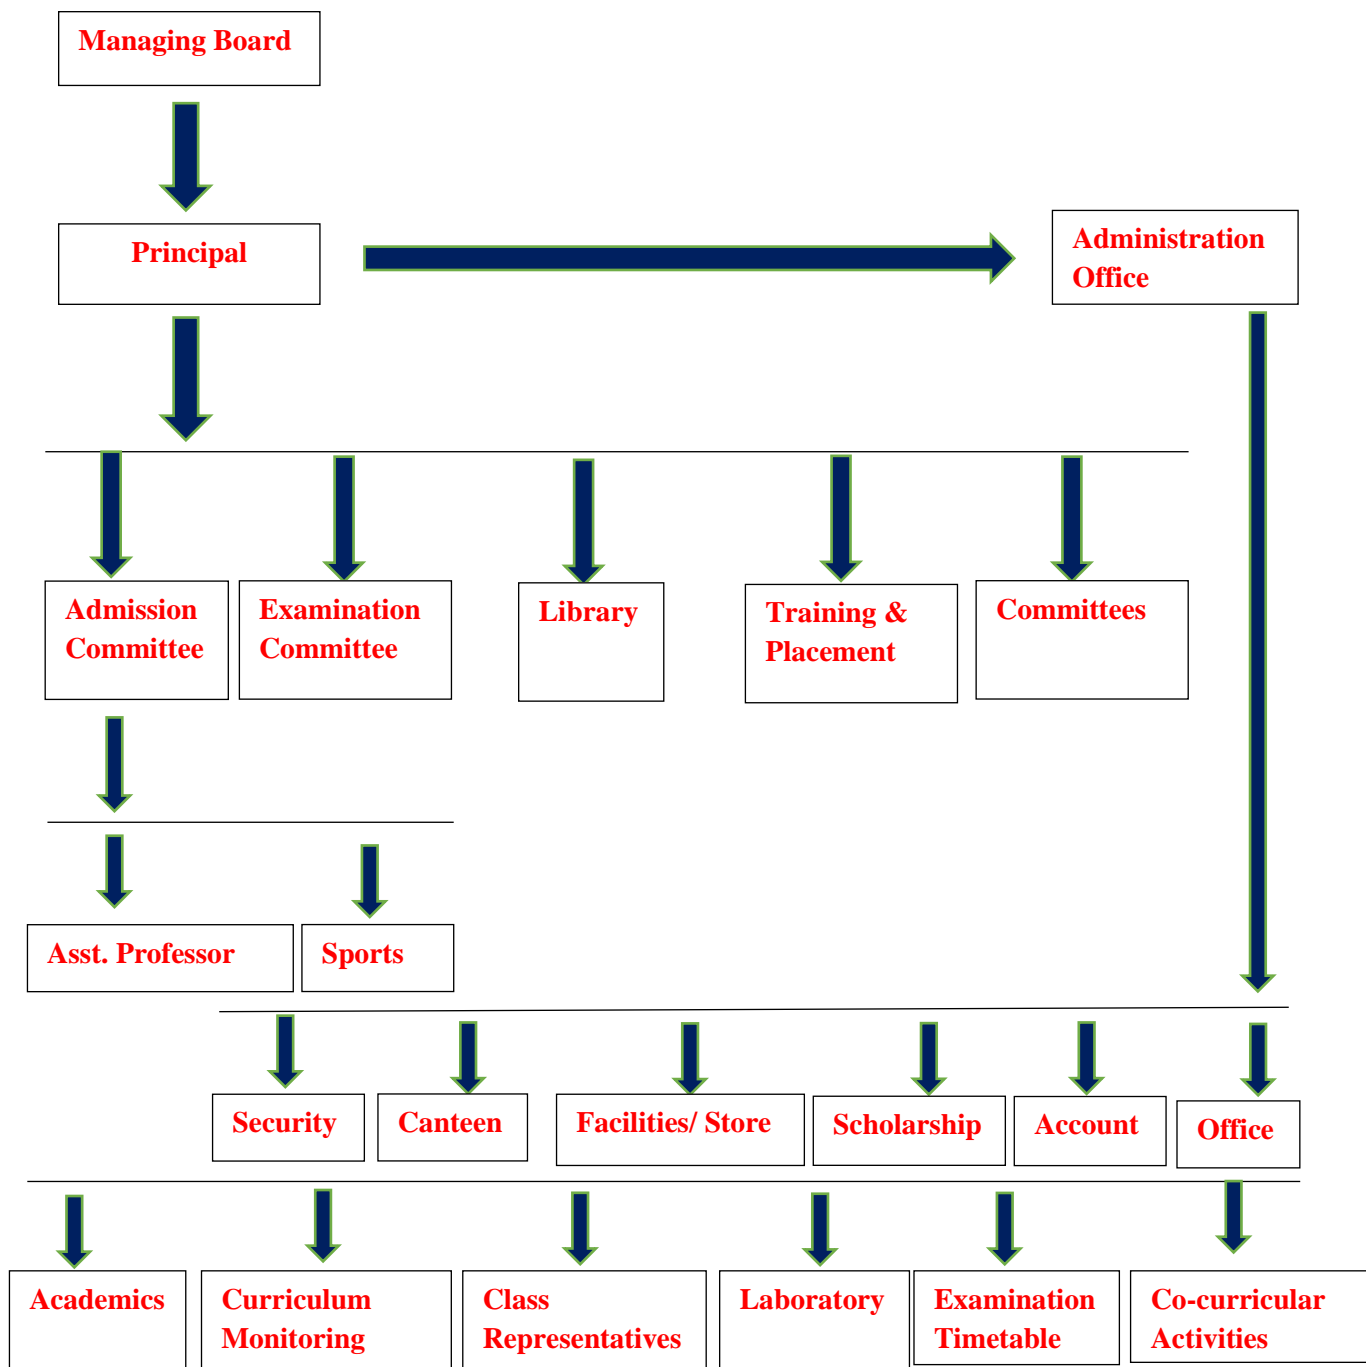 Managing Board
Principal
Administration
Office
Admission
Committee
Examination
Committee
Library
Training &
Placement
Committees
Asst. Professor
Sports
Security
Canteen
Facilities/ Store
Scholarship
Account
Office
Academics
Curriculum
Monitoring
Class
Representatives
Laboratory
Examination
Timetable
Co-curricular
Activities